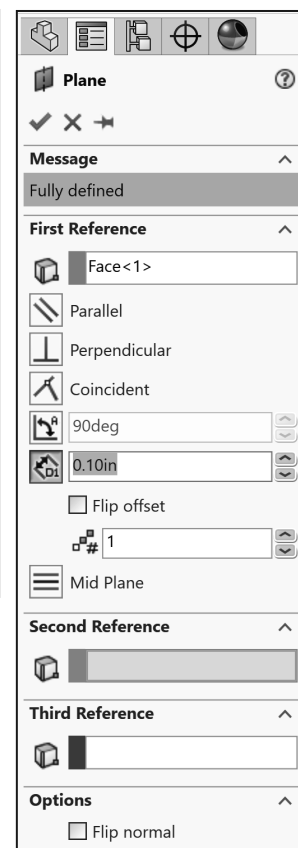 Plane
Message
Fully defined
First Reference
Face<1>
Parallel
Perpendicular
Coincident
A
90deg
D1
0.10in
Flip offset
# 1
Mid Plane
Second Reference
Third Reference
Options
Flip normal